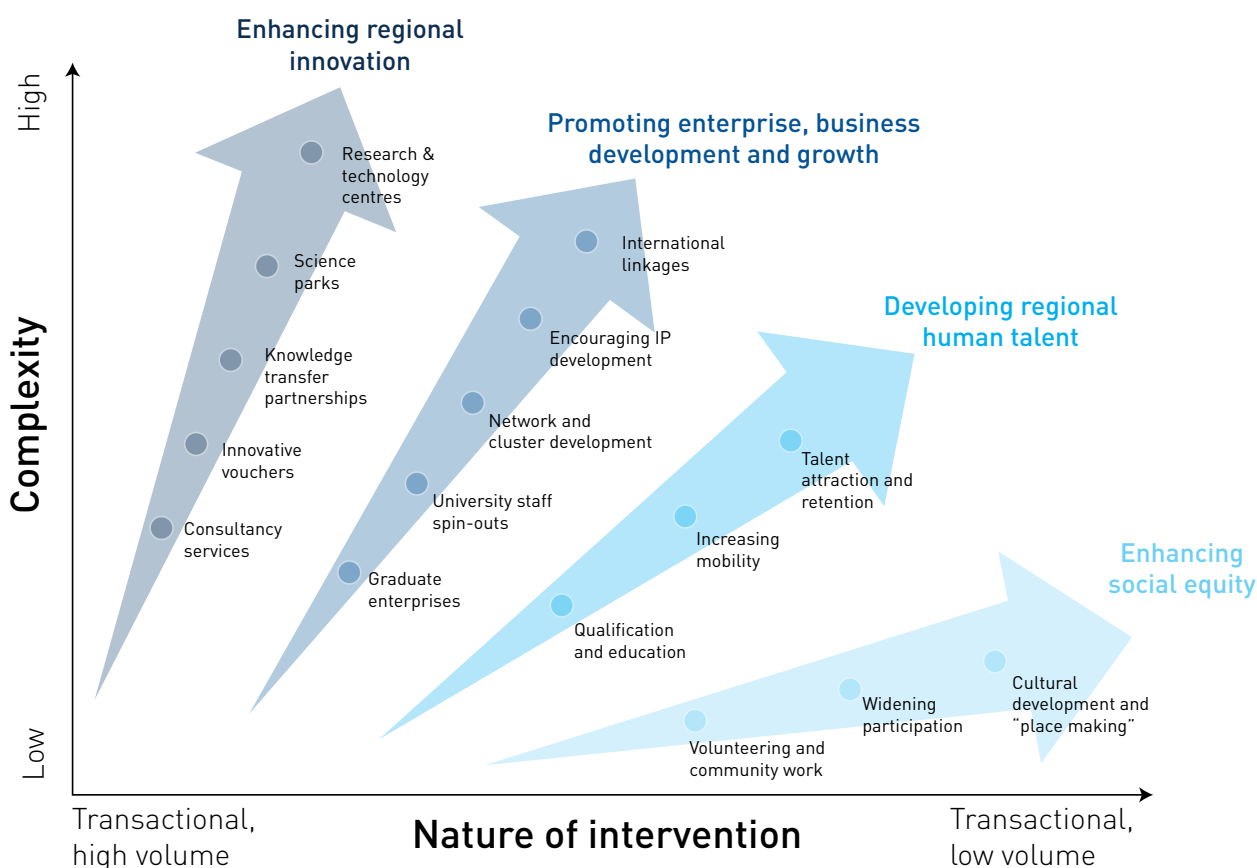 Enhancing regional
innovation
High
Promoting enterprise, business
development and growth
Research &
technology
centres
International
linkages
Science
parks
Developing regional
human talent
Encouraging IP
development
Knowledge
transfer
partnerships
Complexity
Network and
cluster development
Innovative
vouchers
Talent
attraction and
retention
University staff
spin-outs
Consultancy
services
Increasing
mobility
Enhancing
social equity
Graduate
enterprises
Qualification
and education
Cultural
development and
“place making”
Widening
participation
Volunteering and
community work
Low
Transactional,
high volume
Nature of intervention
Transactional,
low volume